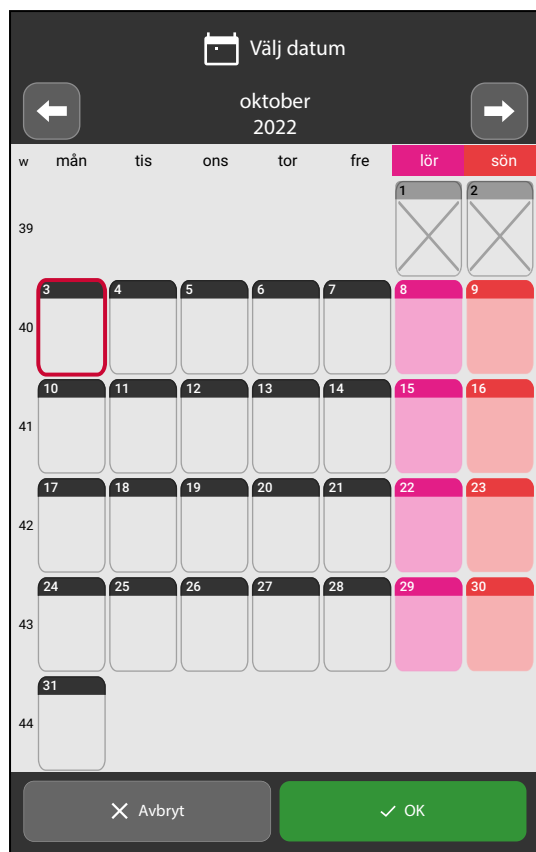 Välj datum
oktober
2022
w mån tis ons tor fre lör sön
39 1 2
40 3 4 5 6 7 8 9
41 10 11 12 13 14 15 16
42 17 18 19 20 21 22 23
43 24 25 26 27 28 29 30
44 31
Avbryt OK